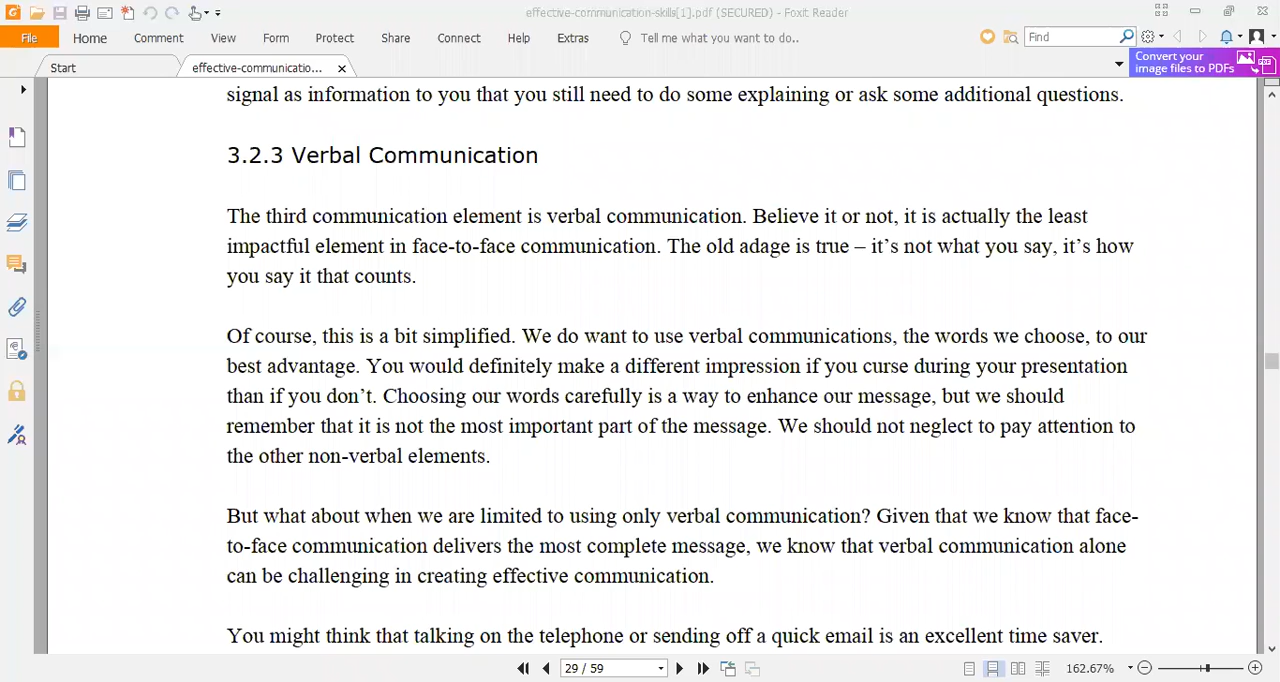 effective-communication-skills[1].pdf (SECURED) - Foxit Reader
File Home Comment View Form Protect Share Connect Help Extras Tell me what you want to do.. Find
Start effective-communicatio... Convert your
image files to PDFs
signal as information to you that you still need to do some explaining or ask some additional questions.
3.2.3 Verbal Communication
The third communication element is verbal communication. Believe it or not, it is actually the least
impactful element in face-to-face communication. The old adage is true – it’s not what you say, it’s how
you say it that counts.
Of course, this is a bit simplified. We do want to use verbal communications, the words we choose, to our
best advantage. You would definitely make a different impression if you curse during your presentation
than if you don’t. Choosing our words carefully is a way to enhance our message, but we should
remember that it is not the most important part of the message. We should not neglect to pay attention to
the other non-verbal elements.
But what about when we are limited to using only verbal communication? Given that we know that face-
to-face communication delivers the most complete message, we know that verbal communication alone
can be challenging in creating effective communication.
You might think that talking on the telephone or sending off a quick email is an excellent time saver.
29 / 59 162.67%